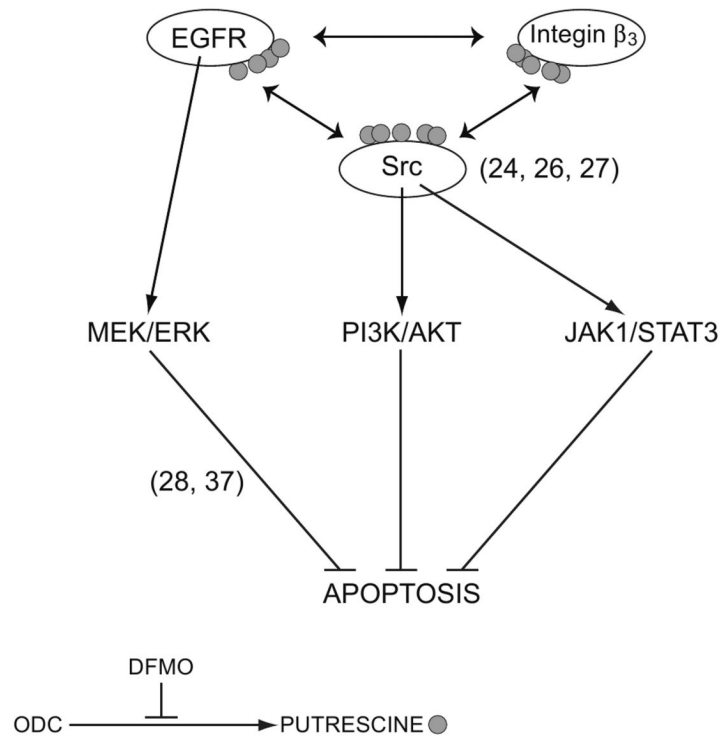 EGFR
Integin β3
Src
(24, 26, 27)
MEK/ERK
PI3K/AKT
JAK1/STAT3
(28, 37)
APOPTOSIS
DFMO
ODC
PUTRESCINE